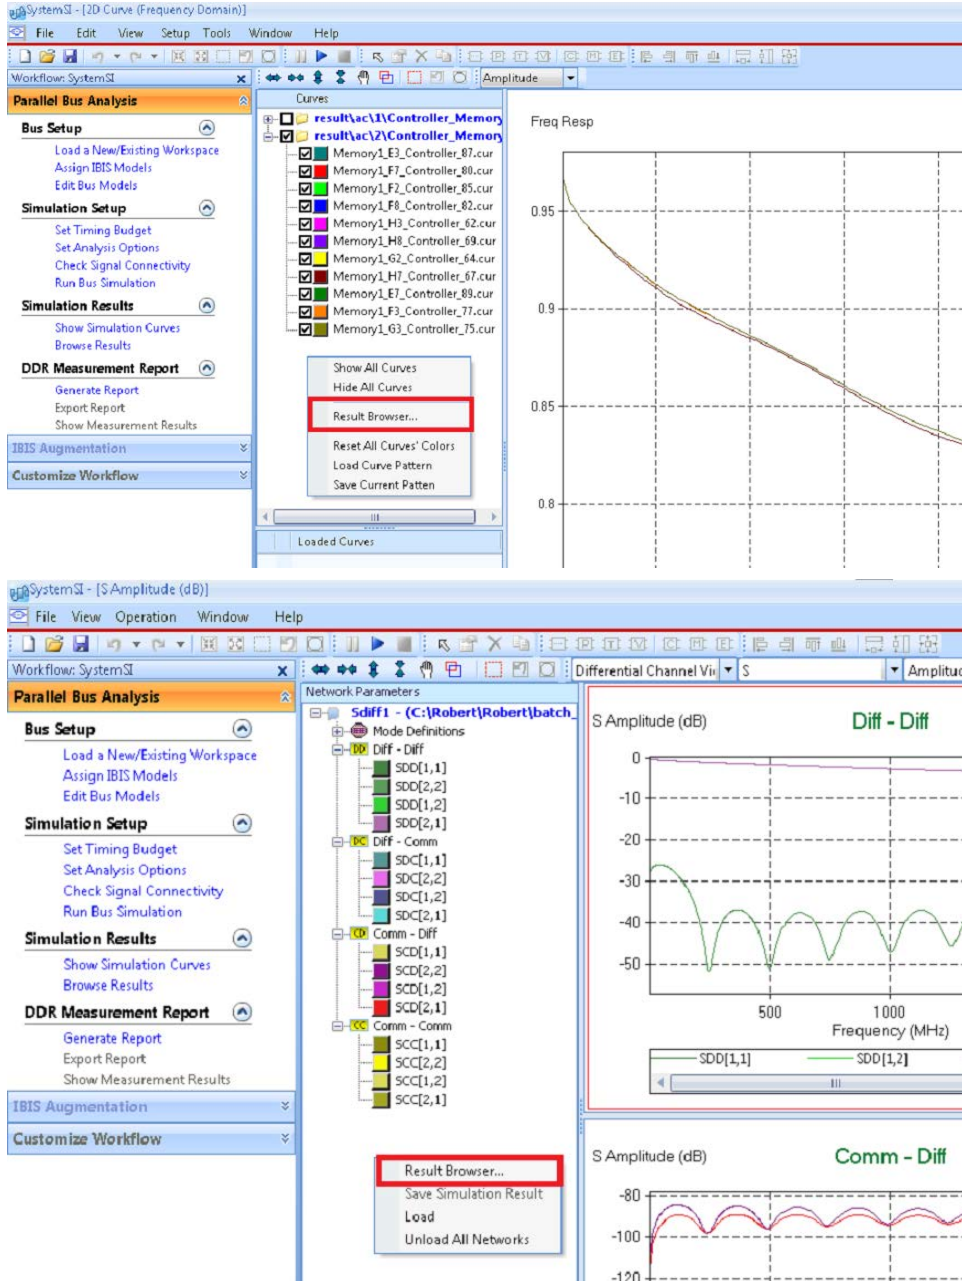 SystemSI - [2D Curve (Frequency Domain)]
File Edit View Setup Tools Window Help
Workflow: SystemSI
Amplitude
Parallel Bus Analysis
Bus Setup
Load a New/Existing Workspace
Assign IBIS Models
Edit Bus Models
Simulation Setup
Set Timing Budget
Set Analysis Options
Check Signal Connectivity
Run Bus Simulation
Simulation Results
Show Simulation Curves
Browse Results
DDR Measurement Report
Generate Report
Export Report
Show Measurement Results
IBIS Augmentation
Customize Workflow
Curves
result\ac\1\Controller_Memory
result\ac\2\Controller_Memory
Memory1_E3_Controller_87.cur
Memory1_F7_Controller_80.cur
Memory1_F2_Controller_85.cur
Memory1_F8_Controller_82.cur
Memory1_H3_Controller_62.cur
Memory1_H8_Controller_69.cur
Memory1_G2_Controller_64.cur
Memory1_H7_Controller_67.cur
Memory1_E7_Controller_89.cur
Memory1_F3_Controller_77.cur
Memory1_G3_Controller_75.cur
Show All Curves
Hide All Curves
Result Browser...
Reset All Curves' Colors
Load Curve Pattern
Save Current Patten
Loaded Curves
Freq Resp
0.95
0.9
0.85
0.8
SystemSI - [S Amplitude (dB)]
File View Operation Window Help
Workflow: SystemSI
Differential Channel Vi
S
Amplitud
Parallel Bus Analysis
Bus Setup
Load a New/Existing Workspace
Assign IBIS Models
Edit Bus Models
Simulation Setup
Set Timing Budget
Set Analysis Options
Check Signal Connectivity
Run Bus Simulation
Simulation Results
Show Simulation Curves
Browse Results
DDR Measurement Report
Generate Report
Export Report
Show Measurement Results
IBIS Augmentation
Customize Workflow
Network Parameters
Sdiff1 - (C:\Robert\Robert\batch_
Mode Definitions
DD Diff - Diff
SDD[1,1]
SDD[2,2]
SDD[1,2]
SDD[2,1]
DC Diff - Comm
SDC[1,1]
SDC[2,2]
SDC[1,2]
SDC[2,1]
CD Comm - Diff
SCD[1,1]
SCD[2,2]
SCD[1,2]
SCD[2,1]
CC Comm - Comm
SCC[1,1]
SCC[2,2]
SCC[1,2]
SCC[2,1]
Result Browser...
Save Simulation Result
Load
Unload All Networks
S Amplitude (dB)
Diff - Diff
0
-10
-20
-30
-40
-50
500 1000
Frequency (MHz)
SDD[1,1] SDD[1,2]
S Amplitude (dB)
Comm - Diff
-80
-100
-120